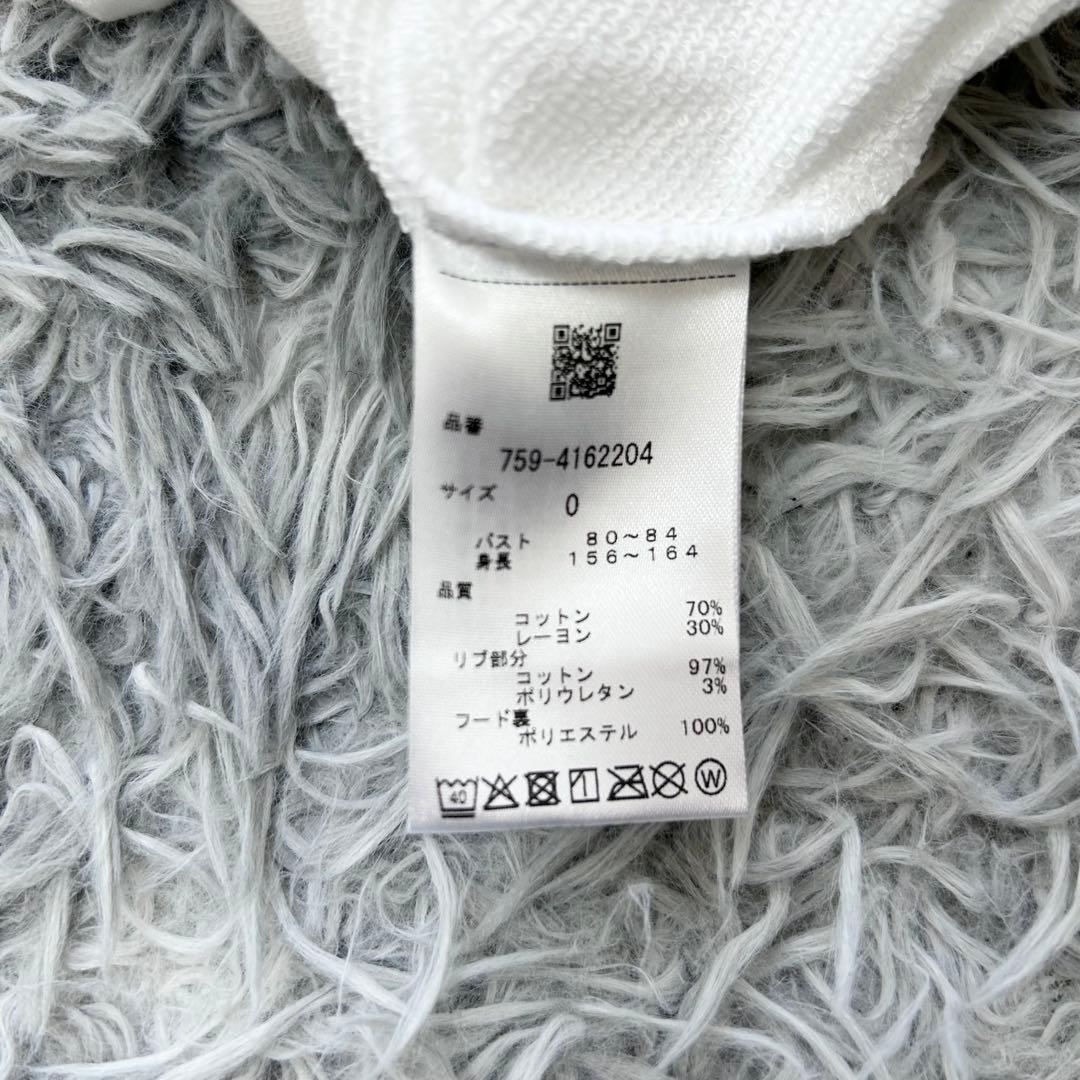 品番
759-4162204
サイズ
0
バスト 80〜84
身長 156〜164
品質
コットン 70%
レーヨン 30%
リブ部分
コットン 97%
ポリウレタン 3%
フード裏
ポリエステル 100%
40
W